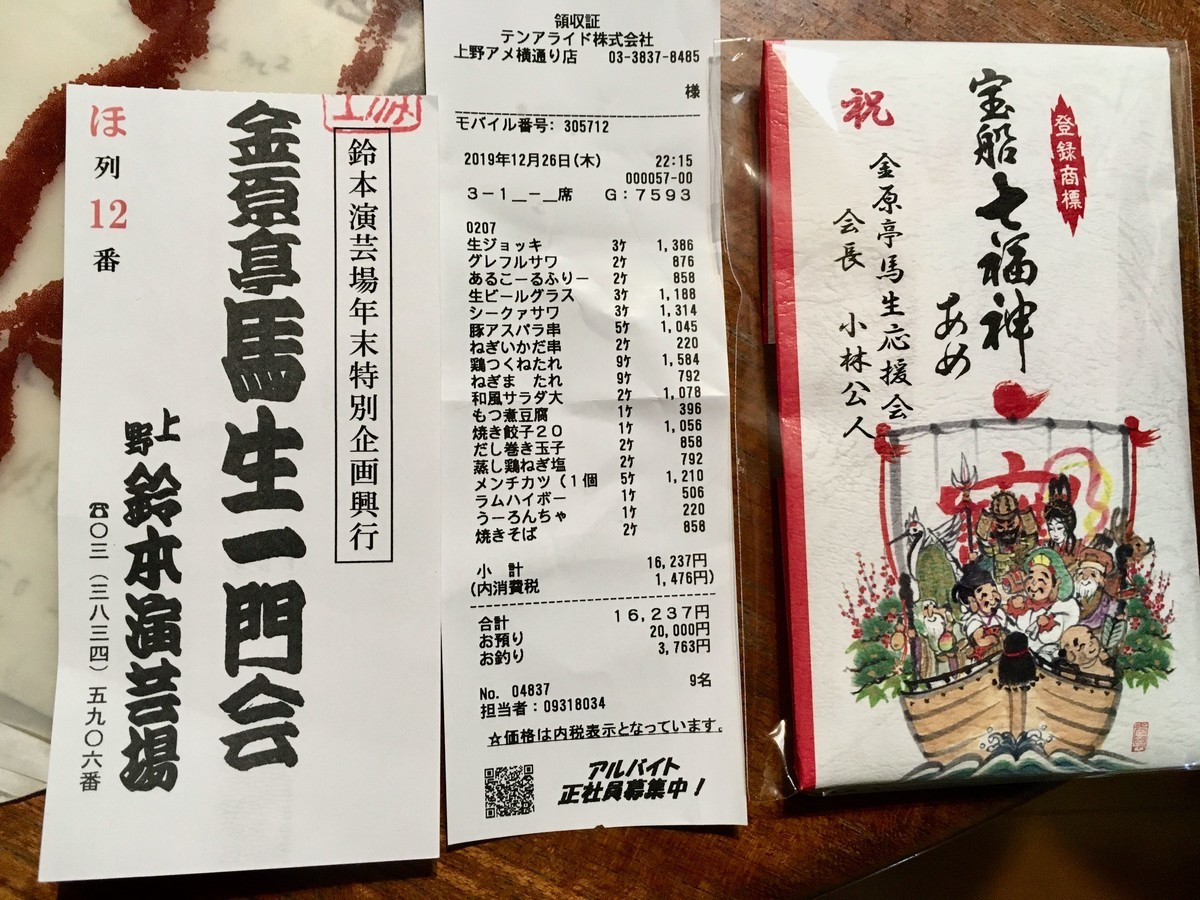 鈴本演芸場年末特別企画興行
金原亭馬生一門会
上野 鈴本演芸場
☎〇三(三八三四)五九〇六番
ほ列12番
領収証
テンアライド株式会社
上野アメ横通り店 03-3837-8485
様
モバイル番号: 305712
2019年12月26日(木) 22:15
000057-00
3-1__-__席 G:7593
0207
生ジョッキ 3ケ 1,386
グレフルサワ 2ケ 876
あるこーるふりー 2ケ 858
生ビールグラス 3ケ 1,188
シークァサワ 3ケ 1,314
豚アスパラ串 5ケ 1,045
ねぎいかだ串 2ケ 220
鶏つくねたれ 9ケ 1,584
ねぎま たれ 9ケ 792
和風サラダ大 2ケ 1,078
もつ煮豆腐 1ケ 396
焼き餃子20 1ケ 1,056
だし巻き玉子 2ケ 858
蒸し鶏ねぎ塩 2ケ 792
メンチカツ(1個 5ケ 1,210
ラムハイボー 1ケ 506
うーろんちゃ 1ケ 220
焼きそば 2ケ 858
小 計 16,237円
(内消費税 1,476円)
合計 16,237円
お預り 20,000円
お釣り 3,763円
No. 04837 9名
担当者:09318034
☆価格は内税表示となっています。
アルバイト
正社員募集中!
登録商標
宝船七福神
あめ
祝
金原亭馬生応援会
会長 小林公人